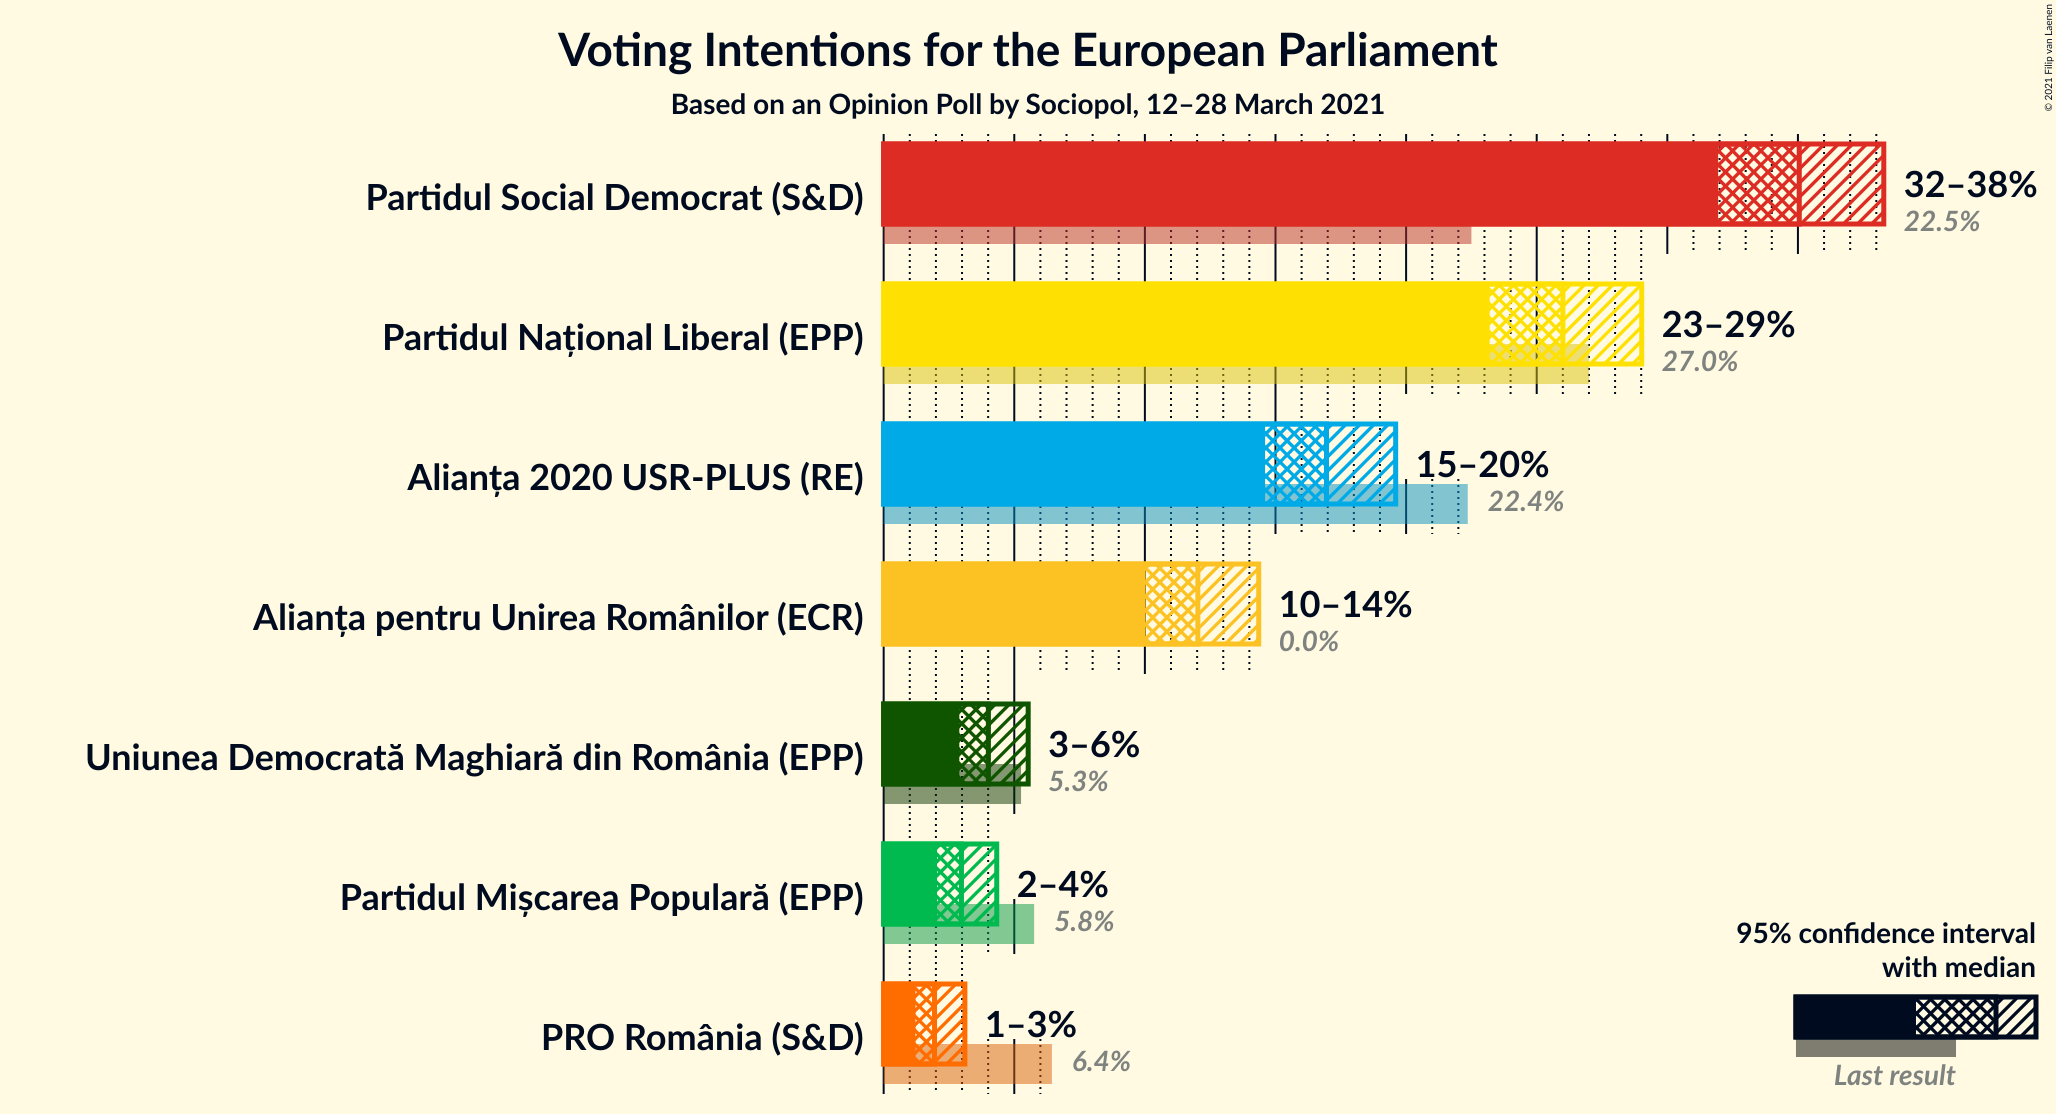 Voting Intentions for the European Parliament
Based on an Opinion Poll by Sociopol, 12–28 March 2021
© 2021 Filip van Laenen
Partidul Social Democrat (S&D)
32–38%
22.5%
Partidul Național Liberal (EPP)
23–29%
27.0%
Alianța 2020 USR-PLUS (RE)
15–20%
22.4%
Alianța pentru Unirea Românilor (ECR)
10–14%
0.0%
Uniunea Democrată Maghiară din România (EPP)
3–6%
5.3%
Partidul Mișcarea Populară (EPP)
2–4%
5.8%
PRO România (S&D)
1–3%
6.4%
95% confidence interval
with median
Last result